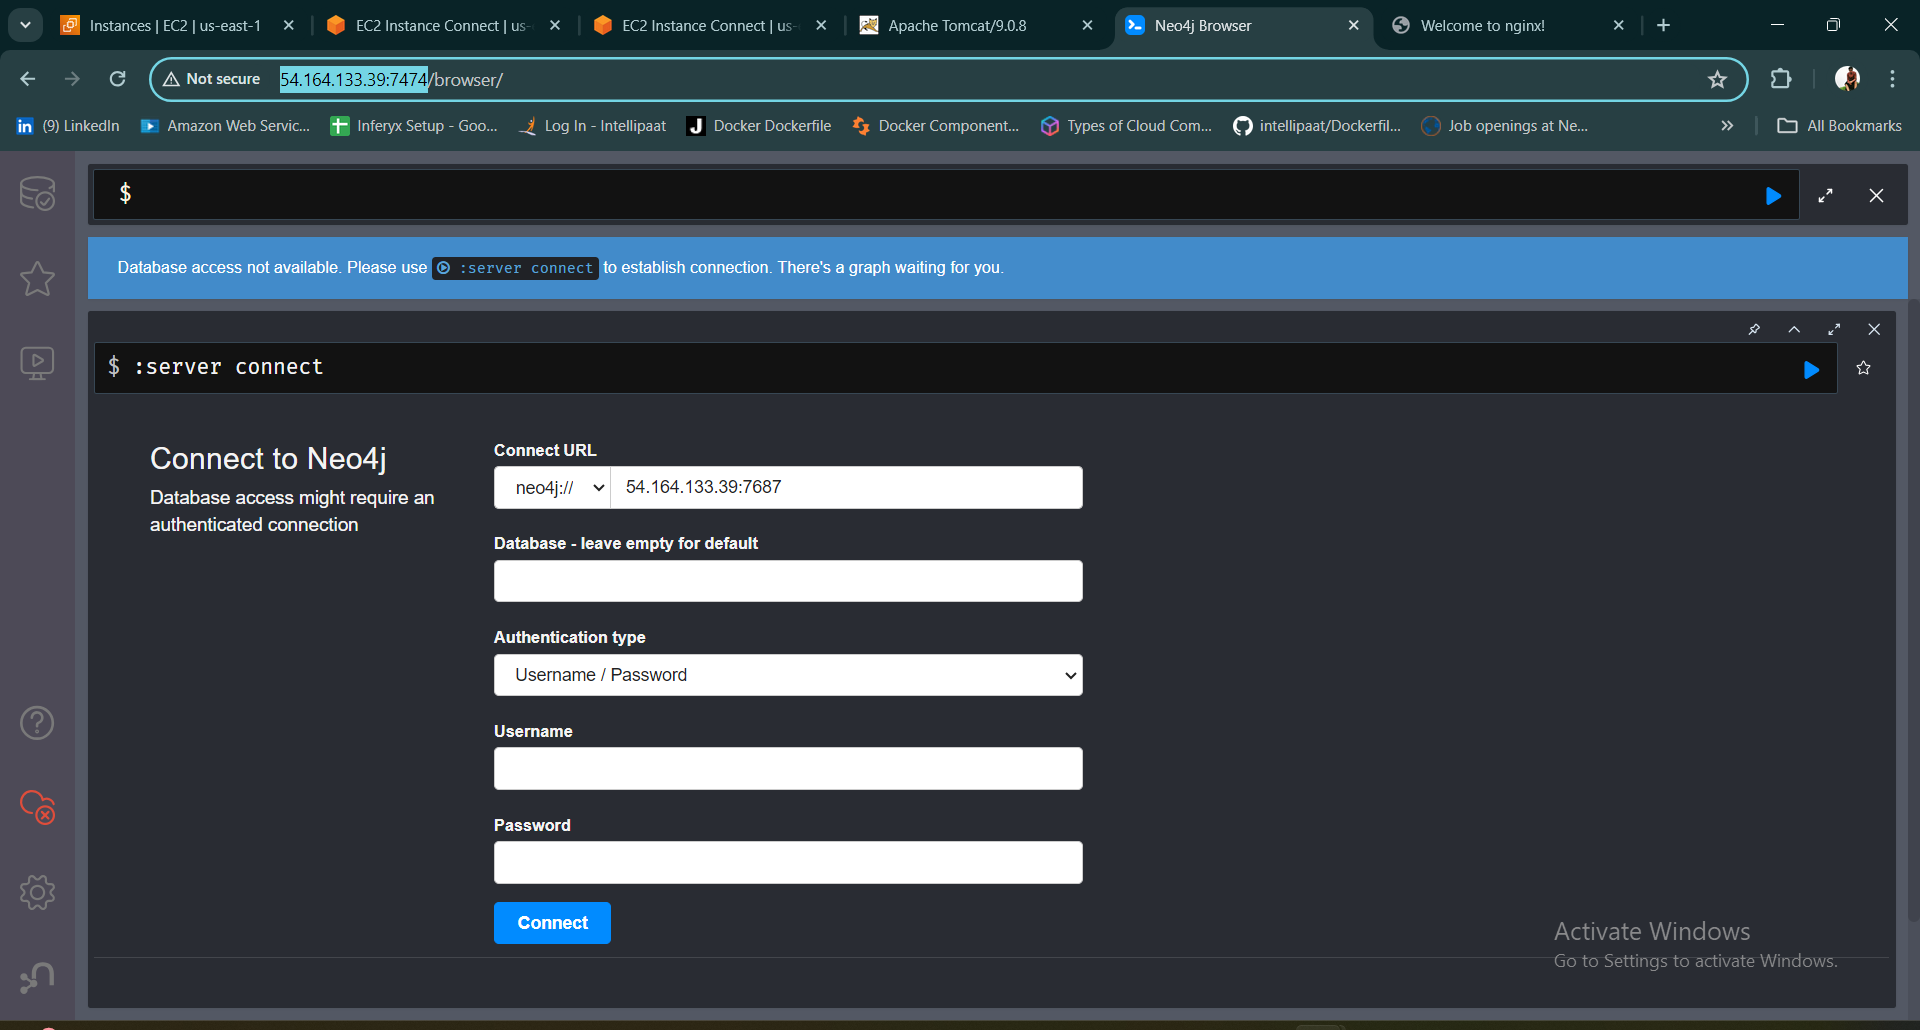 Instances | EC2 | us-east-1
EC2 Instance Connect | us-
EC2 Instance Connect | us-
Apache Tomcat/9.0.8
Neo4j Browser
Welcome to nginx!
Not secure
54.164.133.39:7474/browser/
(9) LinkedIn
Amazon Web Servic...
Inferyx Setup - Goo...
Log In - Intellipaat
Docker Dockerfile
Docker Component...
Types of Cloud Com...
intellipaat/Dockerfil...
Job openings at Ne...
All Bookmarks
$
Database access not available. Please use :server connect to establish connection. There's a graph waiting for you.
$ :server connect
Connect to Neo4j
Database access might require an
authenticated connection
Connect URL
neo4j://
54.164.133.39:7687
Database - leave empty for default
Authentication type
Username / Password
Username
Password
Connect
Activate Windows
Go to Settings to activate Windows.